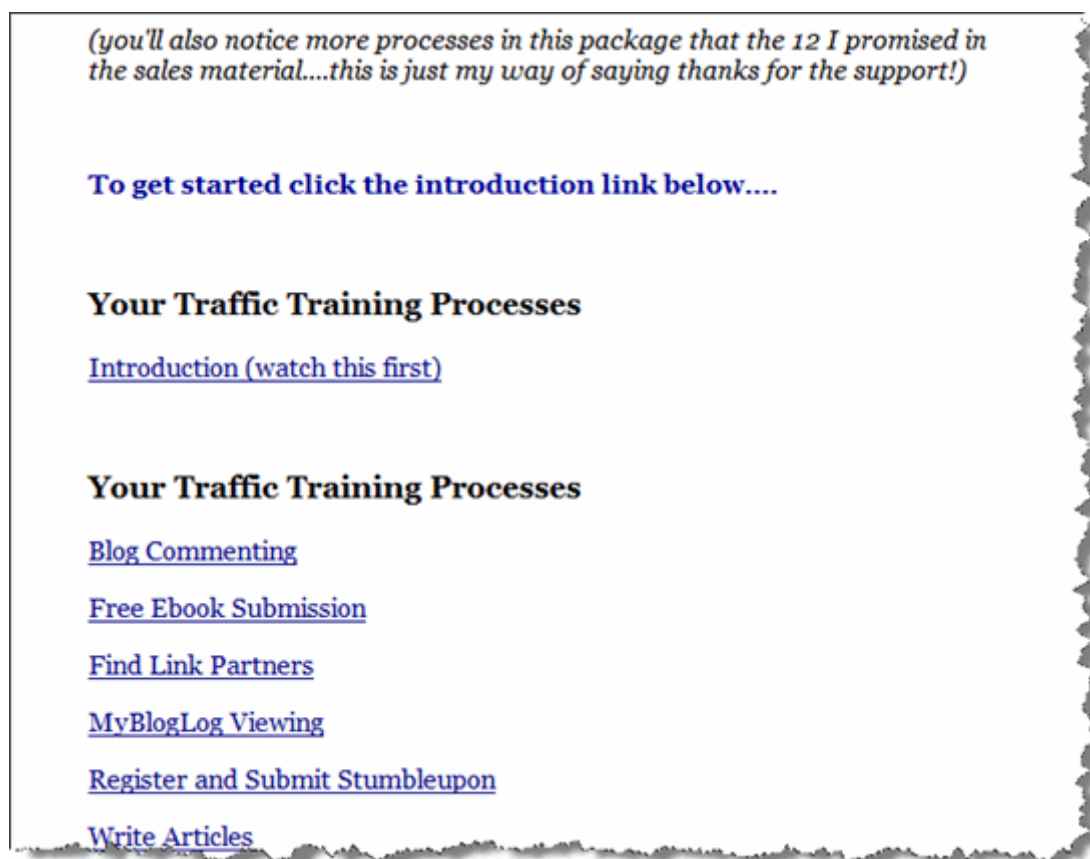 (you'll also notice more processes in this package that the 12 I promised in
the sales material....this is just my way of saying thanks for the support!)
To get started click the introduction link below....
Your Traffic Training Processes
Introduction (watch this first)
Your Traffic Training Processes
Blog Commenting
Free Ebook Submission
Find Link Partners
MyBlogLog Viewing
Register and Submit Stumbleupon
Write Articles